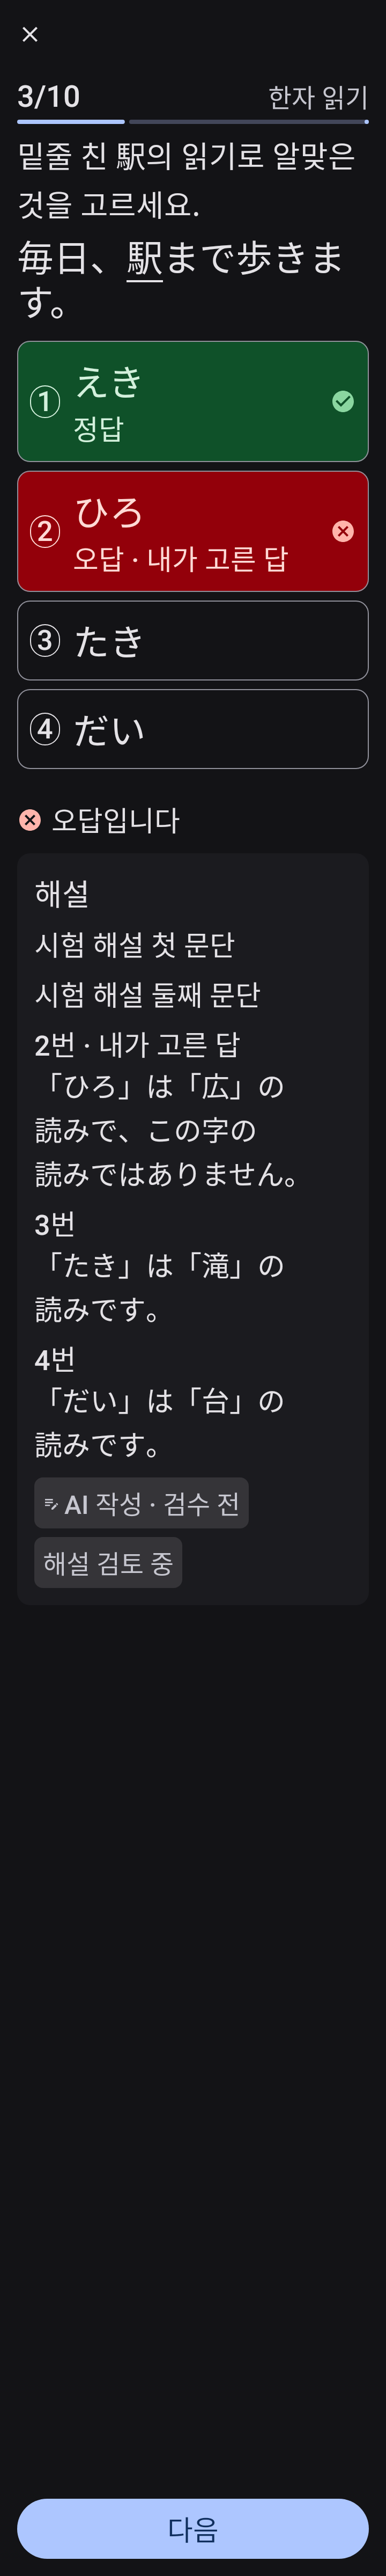 3/10
한자 읽기
밑줄 친 駅의 읽기로 알맞은
것을 고르세요.
毎日、駅まで歩きま
す。
① えき
정답
② ひろ
오답 · 내가 고른 답
③ たき
④ だい
오답입니다
해설
시험 해설 첫 문단
시험 해설 둘째 문단
2번 · 내가 고른 답
「ひろ」は「広」の
読みで、この字の
読みではありません。
3번
「たき」は「滝」の
読みです。
4번
「だい」は「台」の
読みです。
AI 작성 · 검수 전
해설 검토 중
다음